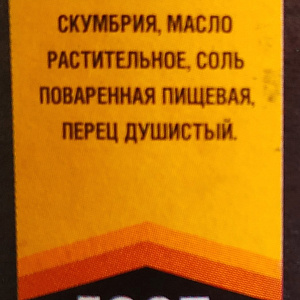 СКУМБРИЯ, МАСЛО
РАСТИТЕЛЬНОЕ, СОЛЬ
ПОВАРЕННАЯ ПИЩЕВАЯ,
ПЕРЕЦ ДУШИСТЫЙ.